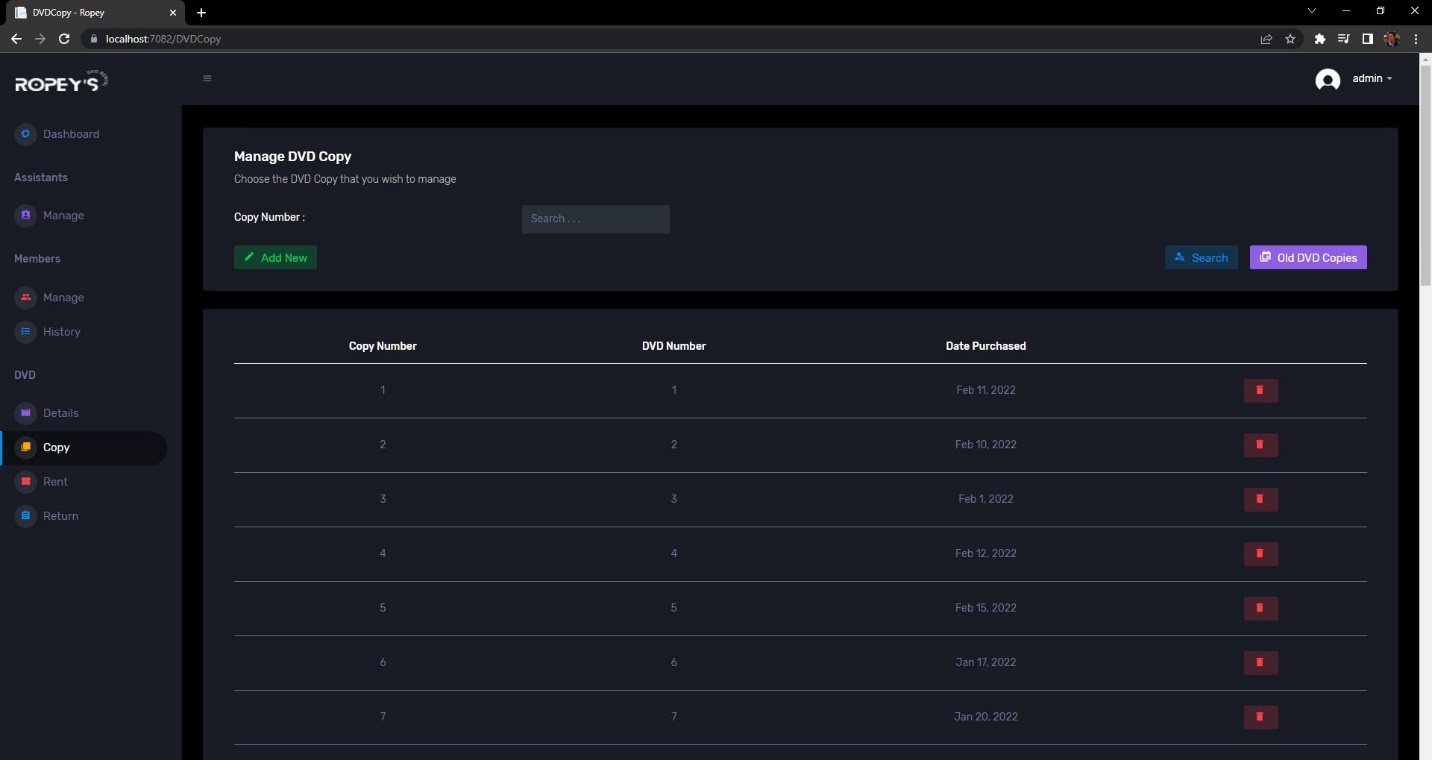 DVDCopy - Ropey
localhost:7082/DVDCopy
ROPEY'S
admin
Dashboard
Assistants
Manage
Members
Manage
History
DVD
Details
Copy
Rent
Return
Manage DVD Copy
Choose the DVD Copy that you wish to manage
Copy Number :
Search . . .
Add New
Search
Old DVD Copies
Copy Number DVD Number Date Purchased
1 1 Feb 11, 2022
2 2 Feb 10, 2022
3 3 Feb 1, 2022
4 4 Feb 12, 2022
5 5 Feb 15, 2022
6 6 Jan 17, 2022
7 7 Jan 20, 2022